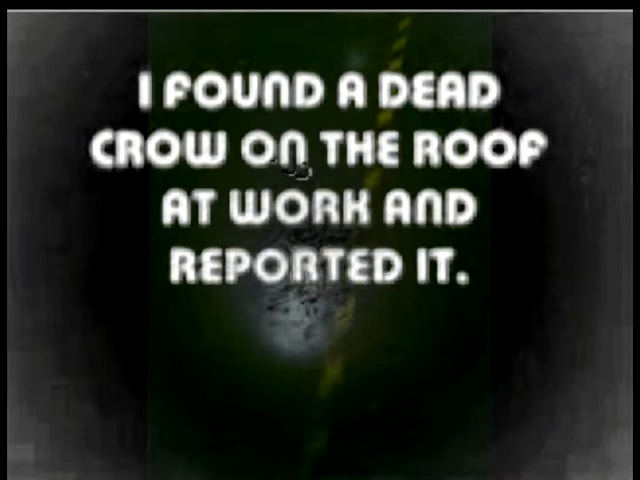 I FOUND A DEAD
CROW ON THE ROOF
AT WORK AND
REPORTED IT.